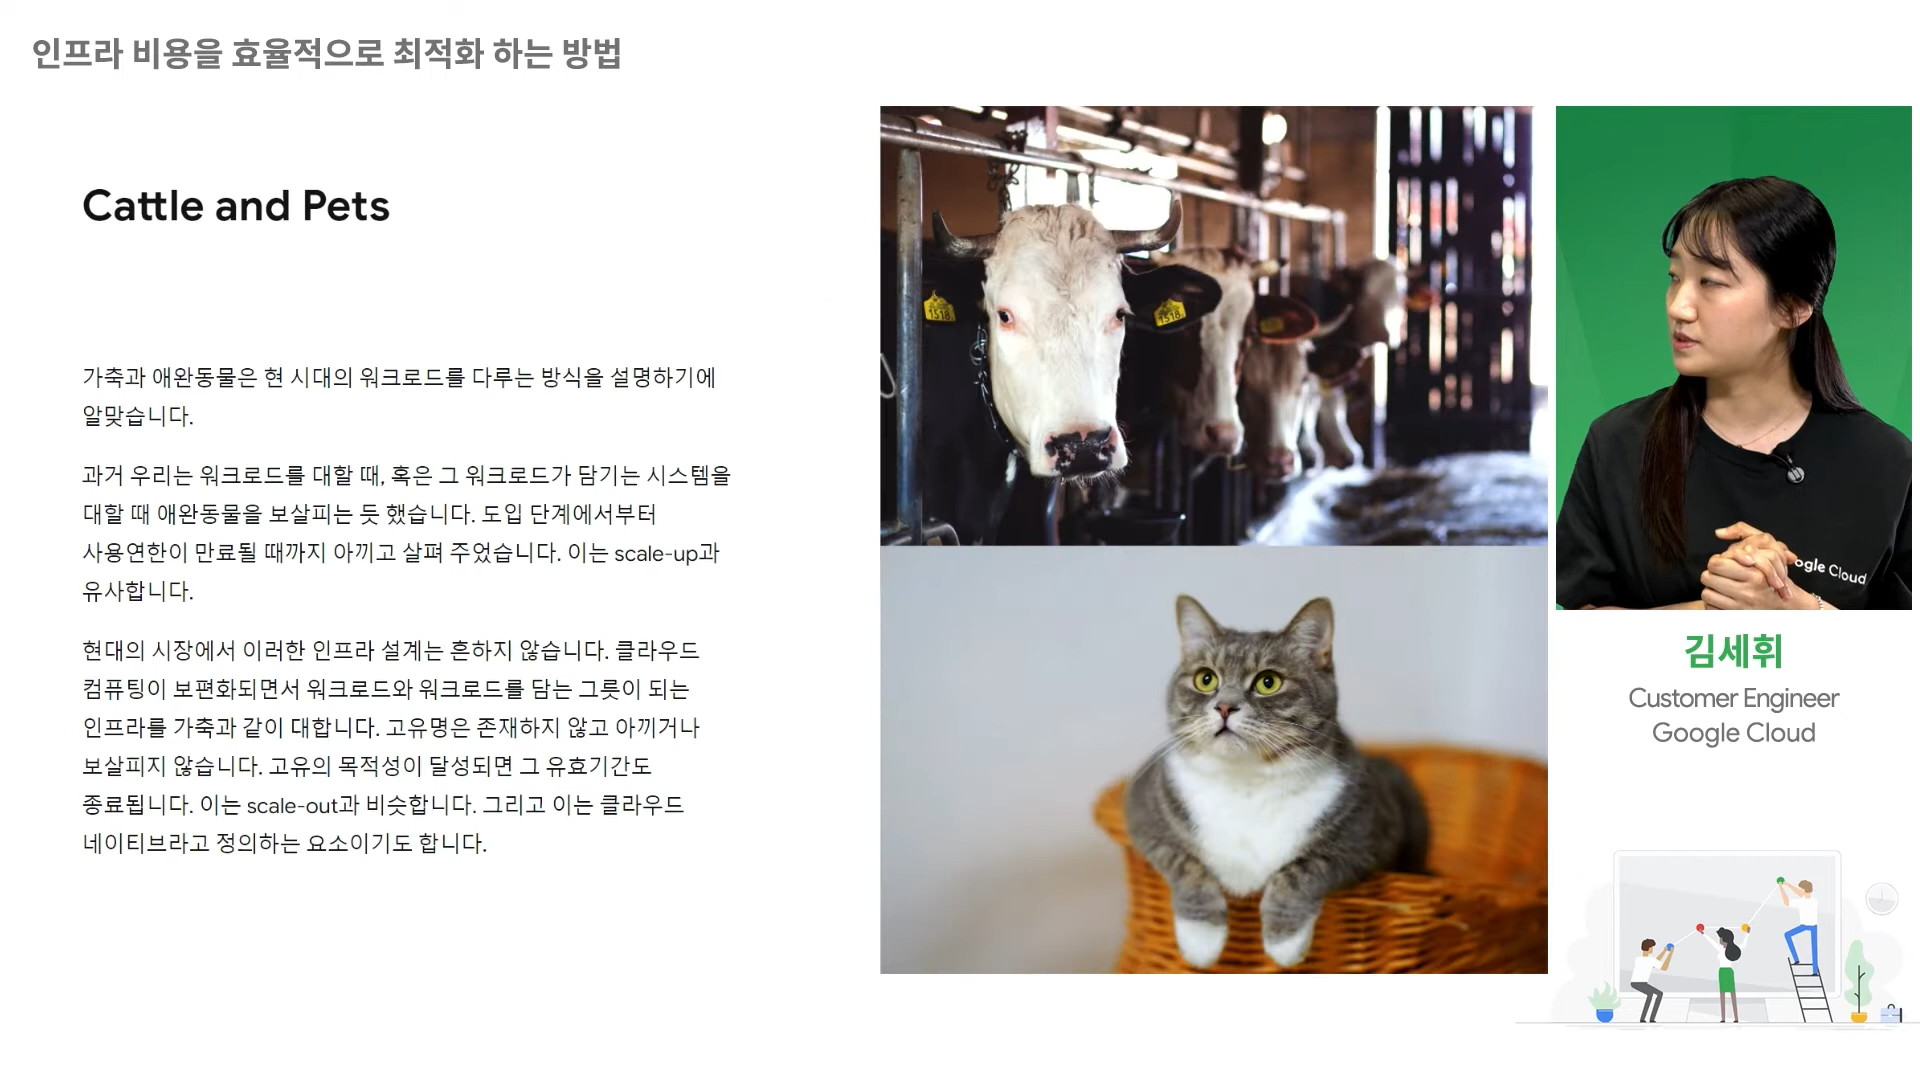 인프라 비용을 효율적으로 최적화 하는 방법
Cattle and Pets
가축과 애완동물은 현 시대의 워크로드를 다루는 방식을 설명하기에
알맞습니다.
과거 우리는 워크로드를 대할 때, 혹은 그 워크로드가 담기는 시스템을
대할 때 애완동물을 보살피는 듯 했습니다. 도입 단계에서부터
사용연한이 만료될 때까지 아끼고 살펴 주었습니다. 이는 scale-up과
유사합니다.
현대의 시장에서 이러한 인프라 설계는 흔하지 않습니다. 클라우드
컴퓨팅이 보편화되면서 워크로드와 워크로드를 담는 그릇이 되는
인프라를 가축과 같이 대합니다. 고유명은 존재하지 않고 아끼거나
보살피지 않습니다. 고유의 목적성이 달성되면 그 유효기간도
종료됩니다. 이는 scale-out과 비슷합니다. 그리고 이는 클라우드
네이티브라고 정의하는 요소이기도 합니다.
1518
1518
ogle Cloud
김세휘
Customer Engineer
Google Cloud